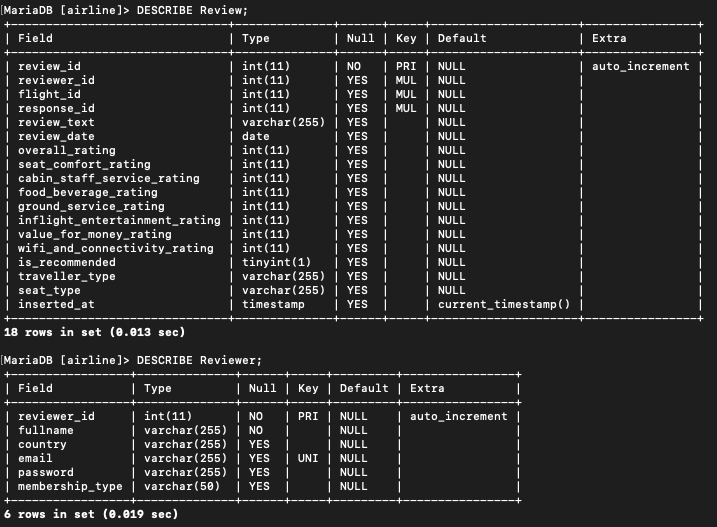 [MariaDB [airline]> DESCRIBE Review;
+-----------------------------+--------------+------+-----+---------------------+----------------+
| Field                       | Type         | Null | Key | Default             | Extra          |
+-----------------------------+--------------+------+-----+---------------------+----------------+
| review_id                   | int(11)      | NO   | PRI | NULL                | auto_increment |
| reviewer_id                 | int(11)      | YES  | MUL | NULL                |                |
| flight_id                   | int(11)      | YES  | MUL | NULL                |                |
| response_id                 | int(11)      | YES  | MUL | NULL                |                |
| review_text                 | varchar(255) | YES  |     | NULL                |                |
| review_date                 | date         | YES  |     | NULL                |                |
| overall_rating              | int(11)      | YES  |     | NULL                |                |
| seat_comfort_rating         | int(11)      | YES  |     | NULL                |                |
| cabin_staff_service_rating  | int(11)      | YES  |     | NULL                |                |
| food_beverage_rating        | int(11)      | YES  |     | NULL                |                |
| ground_service_rating       | int(11)      | YES  |     | NULL                |                |
| inflight_entertainment_rating | int(11)      | YES  |     | NULL                |                |
| value_for_money_rating      | int(11)      | YES  |     | NULL                |                |
| wifi_and_connectivity_rating | int(11)      | YES  |     | NULL                |                |
| is_recommended              | tinyint(1)   | YES  |     | NULL                |                |
| traveller_type              | varchar(255) | YES  |     | NULL                |                |
| seat_type                   | varchar(255) | YES  |     | NULL                |                |
| inserted_at                 | timestamp    | YES  |     | current_timestamp() |                |
+-----------------------------+--------------+------+-----+---------------------+----------------+
18 rows in set (0.013 sec)
[MariaDB [airline]> DESCRIBE Reviewer;
+-----------------+--------------+------+-----+---------+----------------+
| Field           | Type         | Null | Key | Default | Extra          |
+-----------------+--------------+------+-----+---------+----------------+
| reviewer_id     | int(11)      | NO   | PRI | NULL    | auto_increment |
| fullname        | varchar(255) | NO   |     | NULL    |                |
| country         | varchar(255) | YES  |     | NULL    |                |
| email           | varchar(255) | YES  | UNI | NULL    |                |
| password        | varchar(255) | YES  |     | NULL    |                |
| membership_type | varchar(50)  | YES  |     | NULL    |                |
+-----------------+--------------+------+-----+---------+----------------+
6 rows in set (0.019 sec)